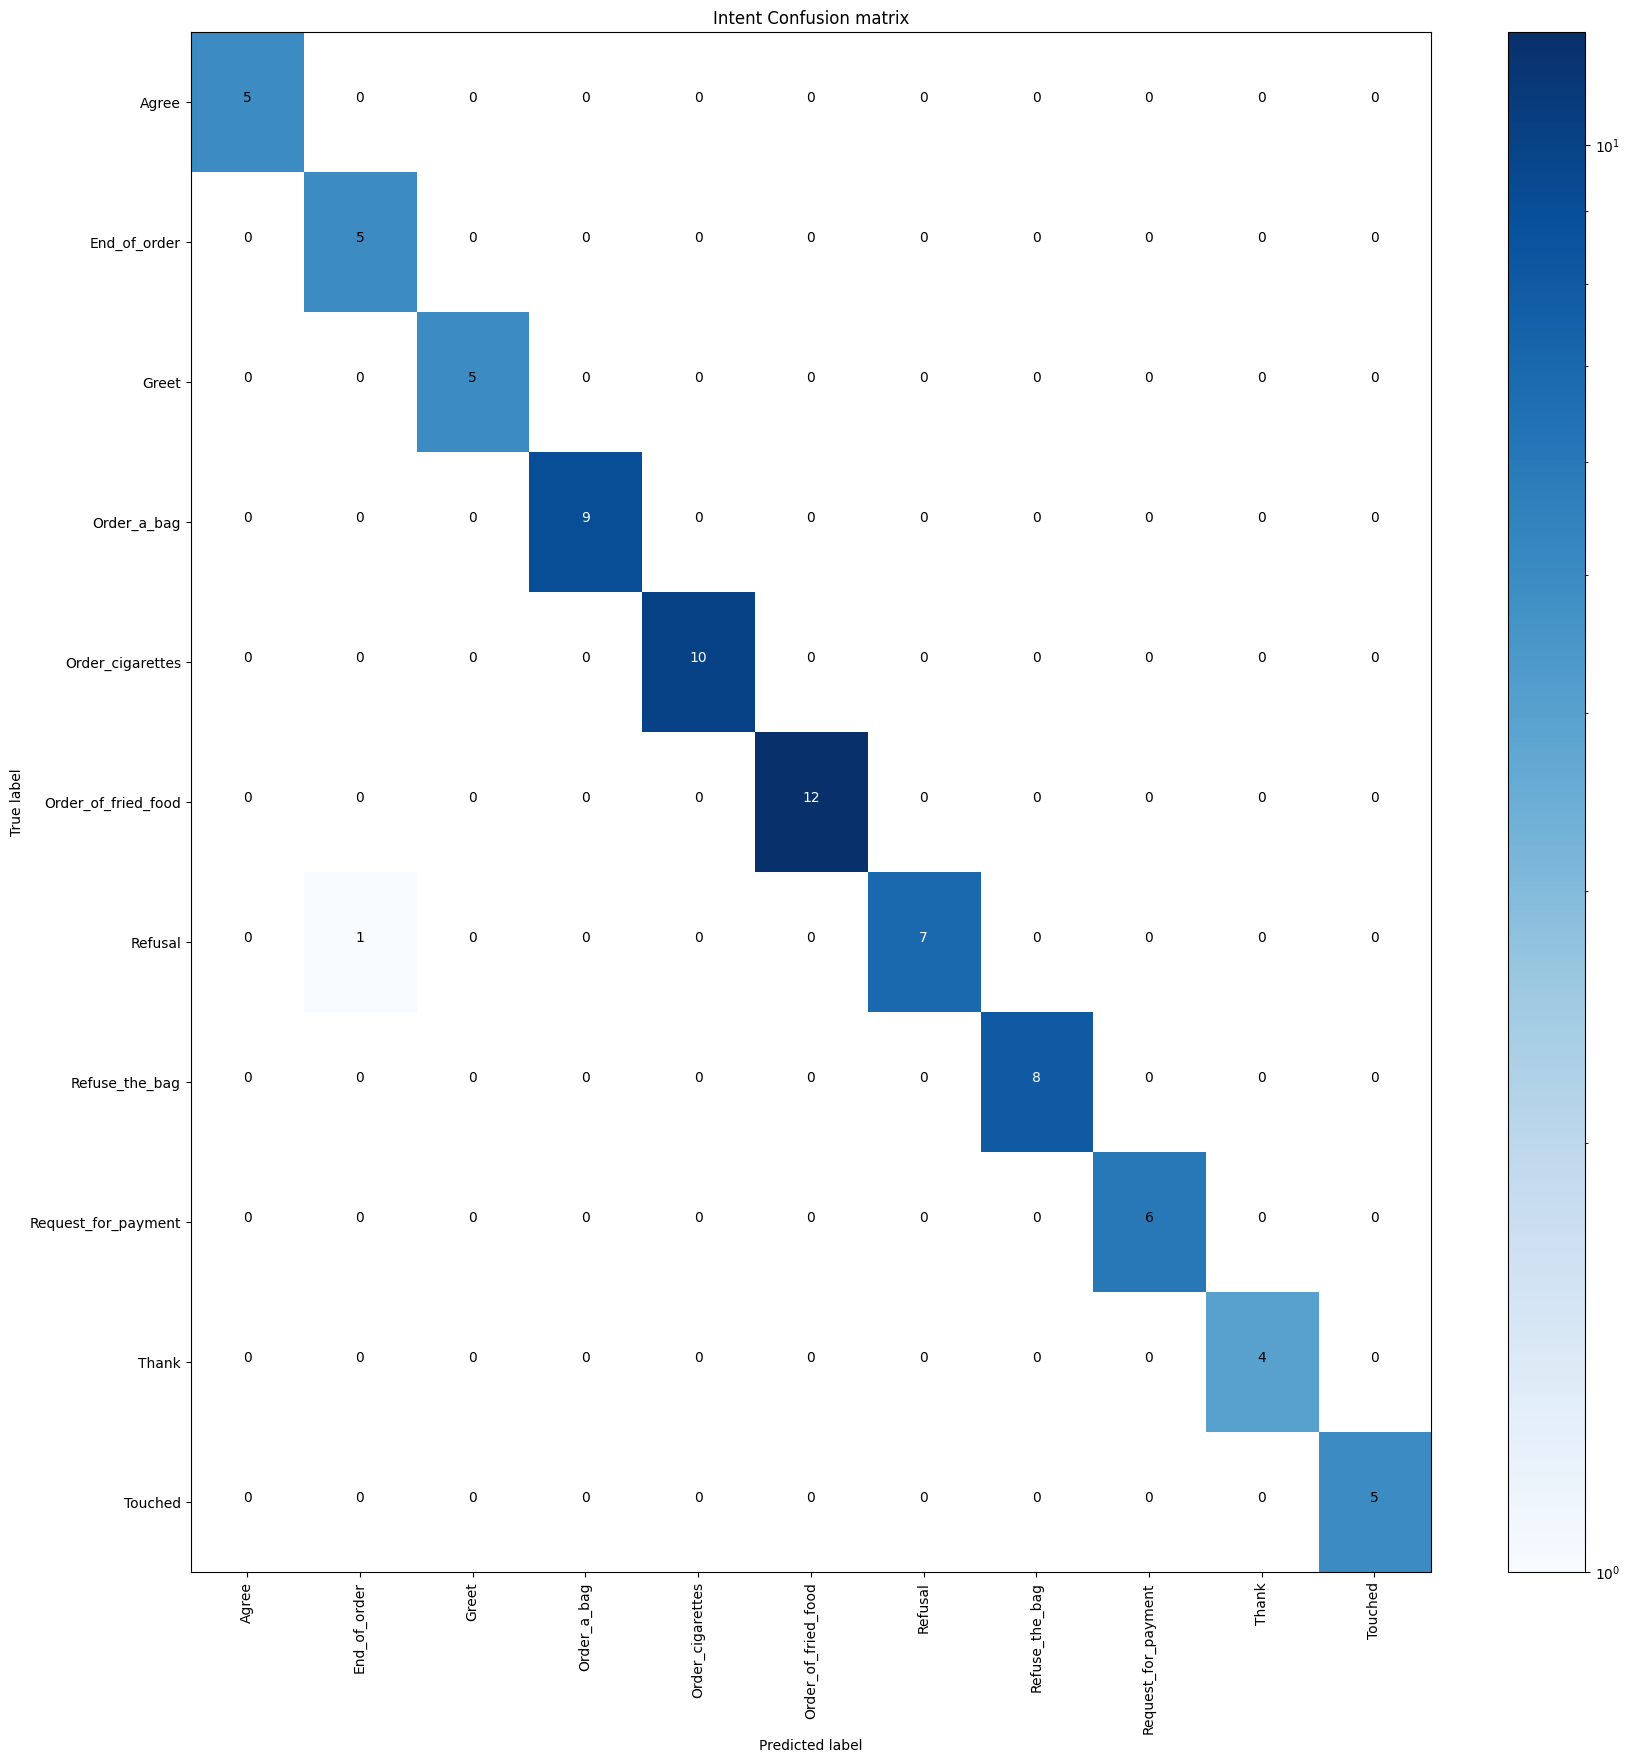 Intent Confusion matrix
Agree 5 0 0 0 0 0 0 0 0 0 0
End_of_order 0 5 0 0 0 0 0 0 0 0 0
Greet 0 0 5 0 0 0 0 0 0 0 0
Order_a_bag 0 0 0 9 0 0 0 0 0 0 0
Order_cigarettes 0 0 0 0 10 0 0 0 0 0 0
Order_of_fried_food 0 0 0 0 0 12 0 0 0 0 0
Refusal 0 1 0 0 0 0 7 0 0 0 0
Refuse_the_bag 0 0 0 0 0 0 0 8 0 0 0
Request_for_payment 0 0 0 0 0 0 0 0 6 0 0
Thank 0 0 0 0 0 0 0 0 0 4 0
Touched 0 0 0 0 0 0 0 0 0 0 5
True label
Agree
End_of_order
Greet
Order_a_bag
Order_cigarettes
Order_of_fried_food
Refusal
Refuse_the_bag
Request_for_payment
Thank
Touched
Predicted label
10¹
10⁰